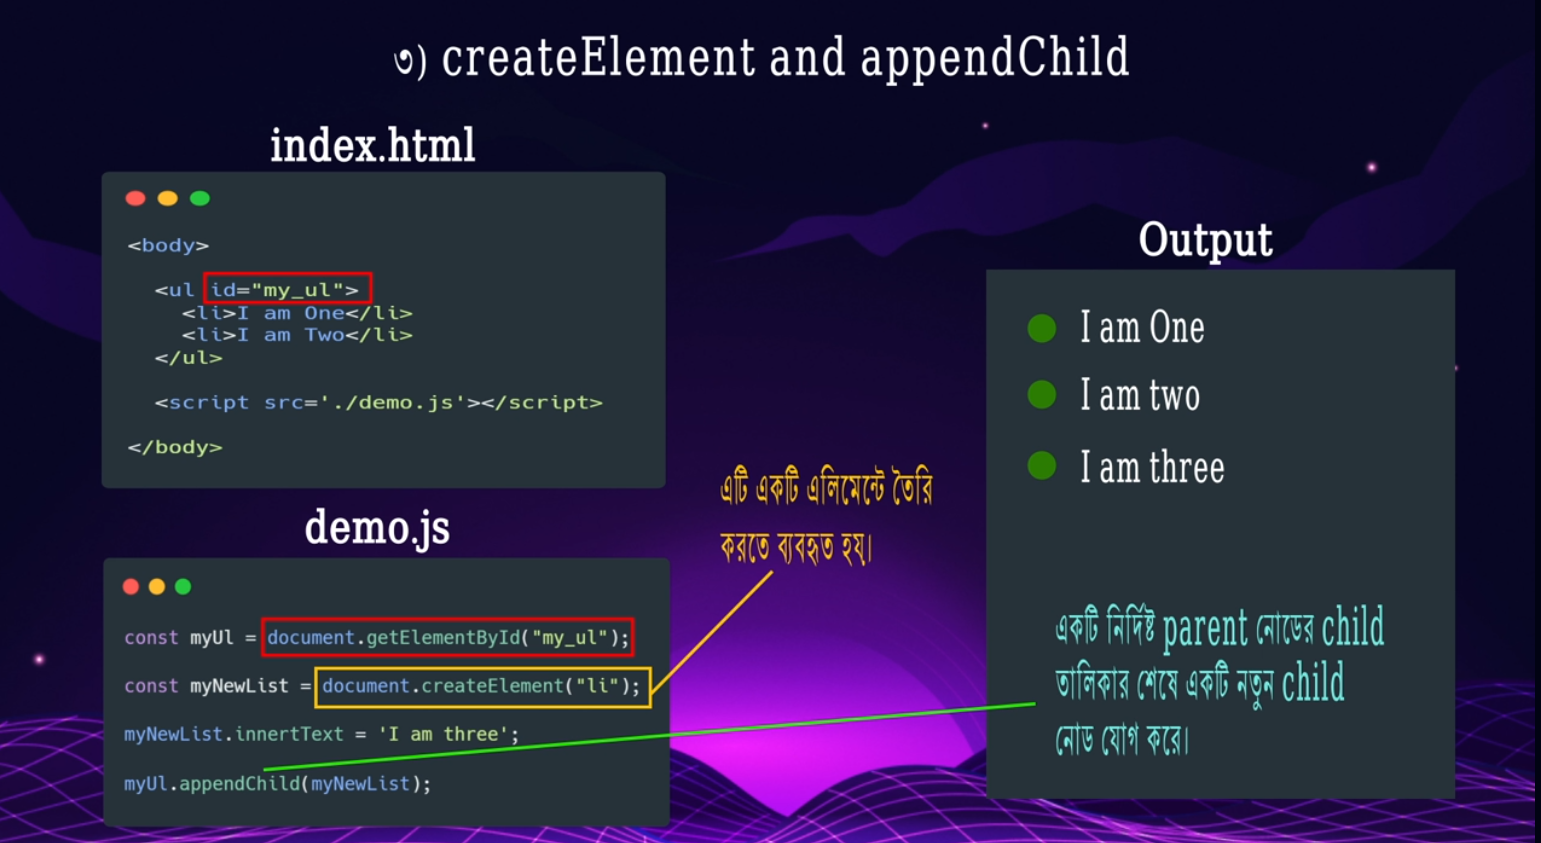 ৩) createElement and appendChild
index.html
<body>
<ul id="my_ul">
<li>I am One</li>
<li>I am Two</li>
</ul>
<script src='./demo.js'></script>
</body>
demo.js
const myUl = document.getElementById("my_ul");
const myNewList = document.createElement("li");
myNewList.innertText = 'I am three';
myUl.appendChild(myNewList);
এটি একটি এলিমেন্টে তৈরি
করতে ব্যবহৃত হয্।
Output
I am One
I am two
I am three
একটি নির্দিষ্ট parent নোডের child
তালিকার শেষে একটি নতুন child
নোড যোগ করে।